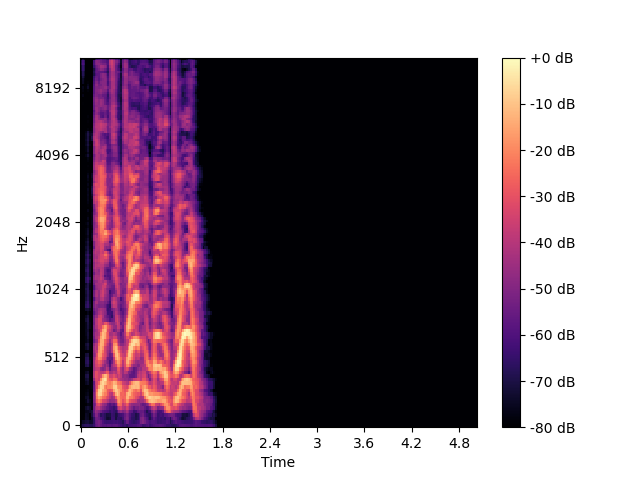 8192
4096
2048
1024
512
0
Hz
0 0.6 1.2 1.8 2.4 3 3.6 4.2 4.8
Time
+0 dB
-10 dB
-20 dB
-30 dB
-40 dB
-50 dB
-60 dB
-70 dB
-80 dB